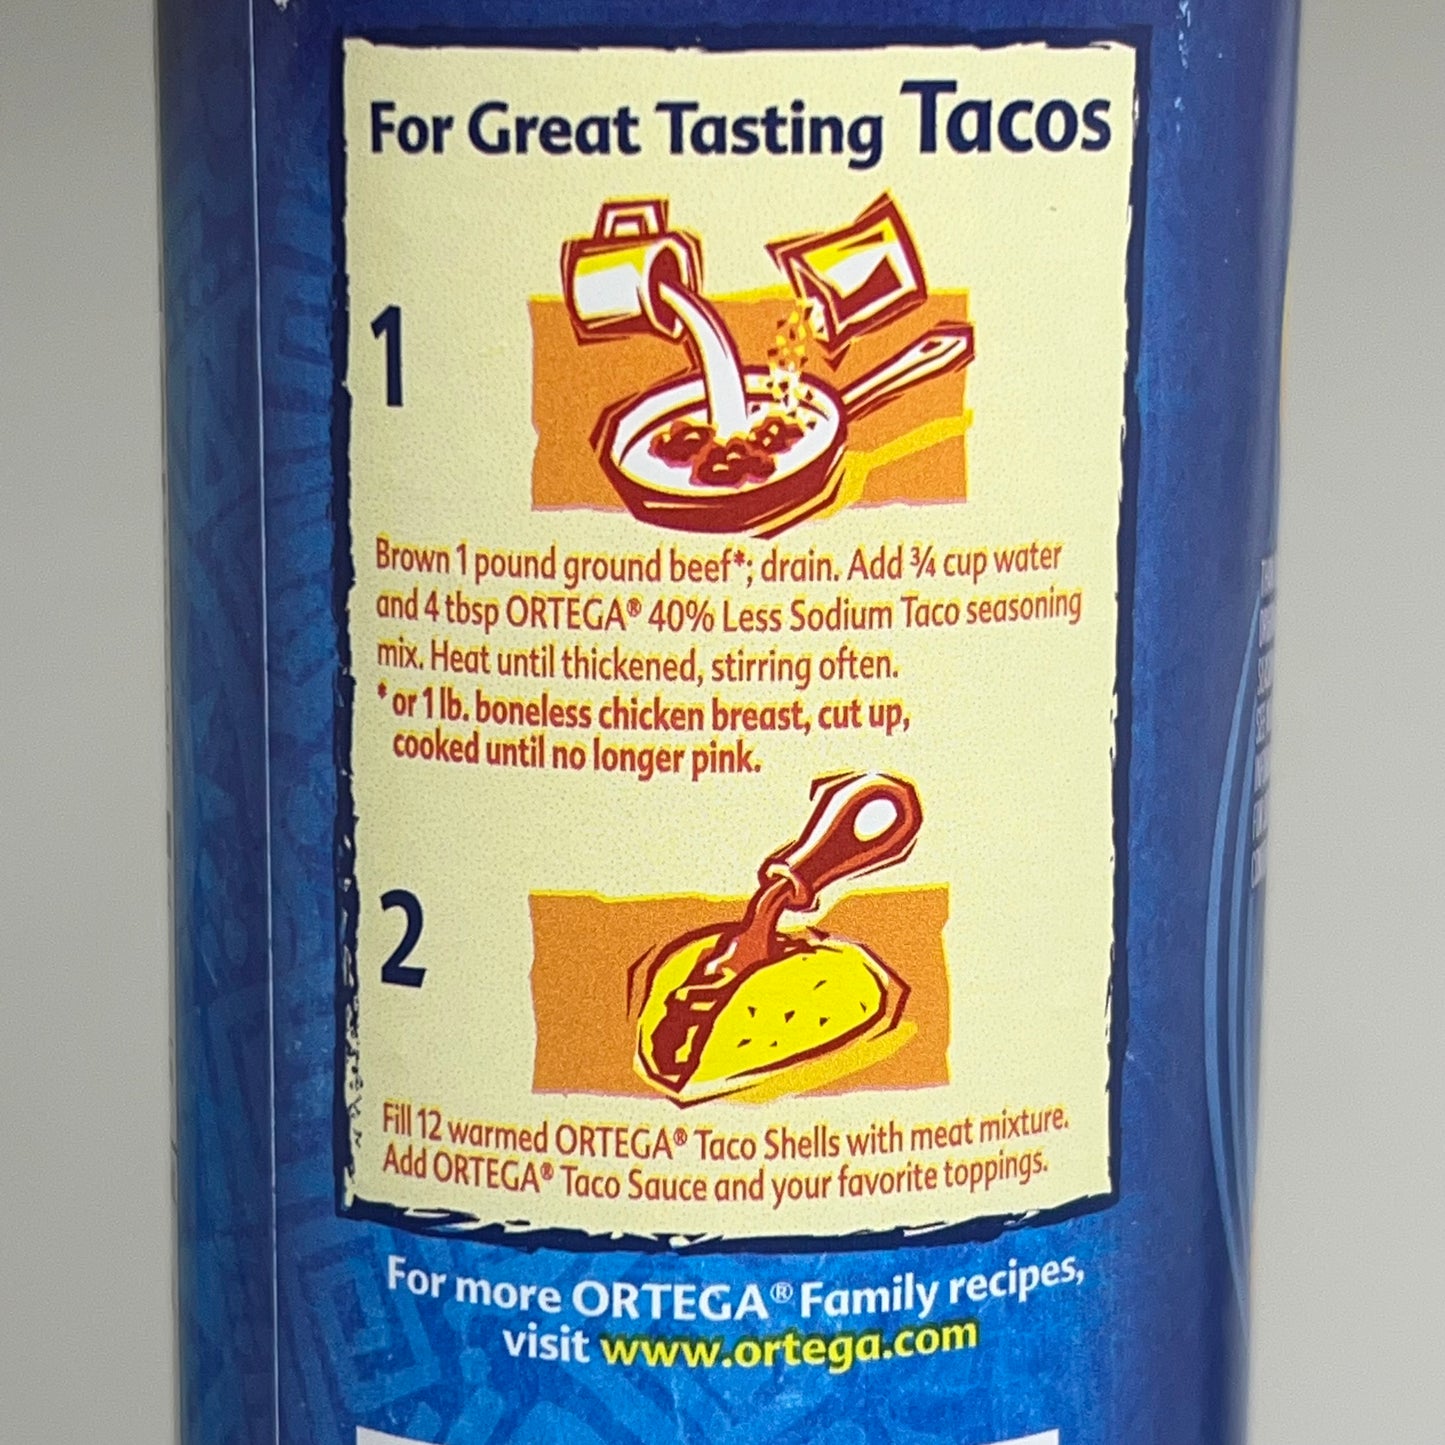 For Great Tasting Tacos
1
Brown 1 pound ground beef*; drain. Add ¾ cup water
and 4 tbsp ORTEGA® 40% Less Sodium Taco seasoning
mix. Heat until thickened, stirring often.
* or 1 lb. boneless chicken breast, cut up,
cooked until no longer pink.
2
Fill 12 warmed ORTEGA® Taco Shells with meat mixture.
Add ORTEGA® Taco Sauce and your favorite toppings.
For more ORTEGA® Family recipes,
visit www.ortega.com